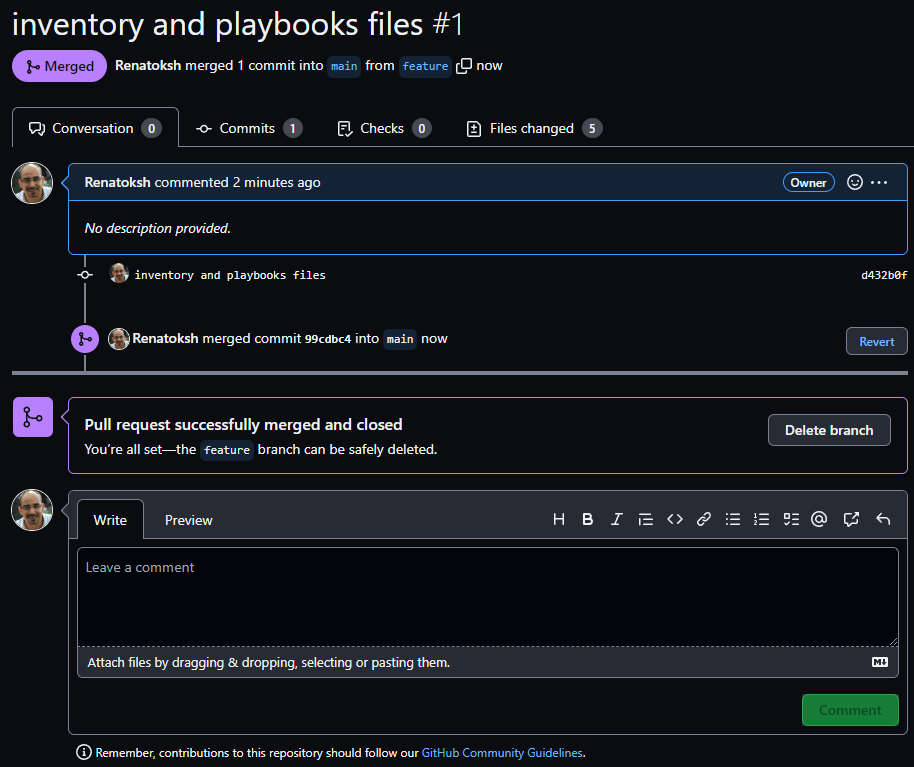 inventory and playbooks files #1
Merged Renatoksh merged 1 commit into main from feature now
Conversation 0 Commits 1 Checks 0 Files changed 5
Renatoksh commented 2 minutes ago Owner
No description provided.
inventory and playbooks files d432b0f
Renatoksh merged commit 99cdbc4 into main now Revert
Pull request successfully merged and closed
You're all set—the feature branch can be safely deleted.
Delete branch
Write Preview
Leave a comment
Attach files by dragging & dropping, selecting or pasting them.
Comment
Remember, contributions to this repository should follow our GitHub Community Guidelines.